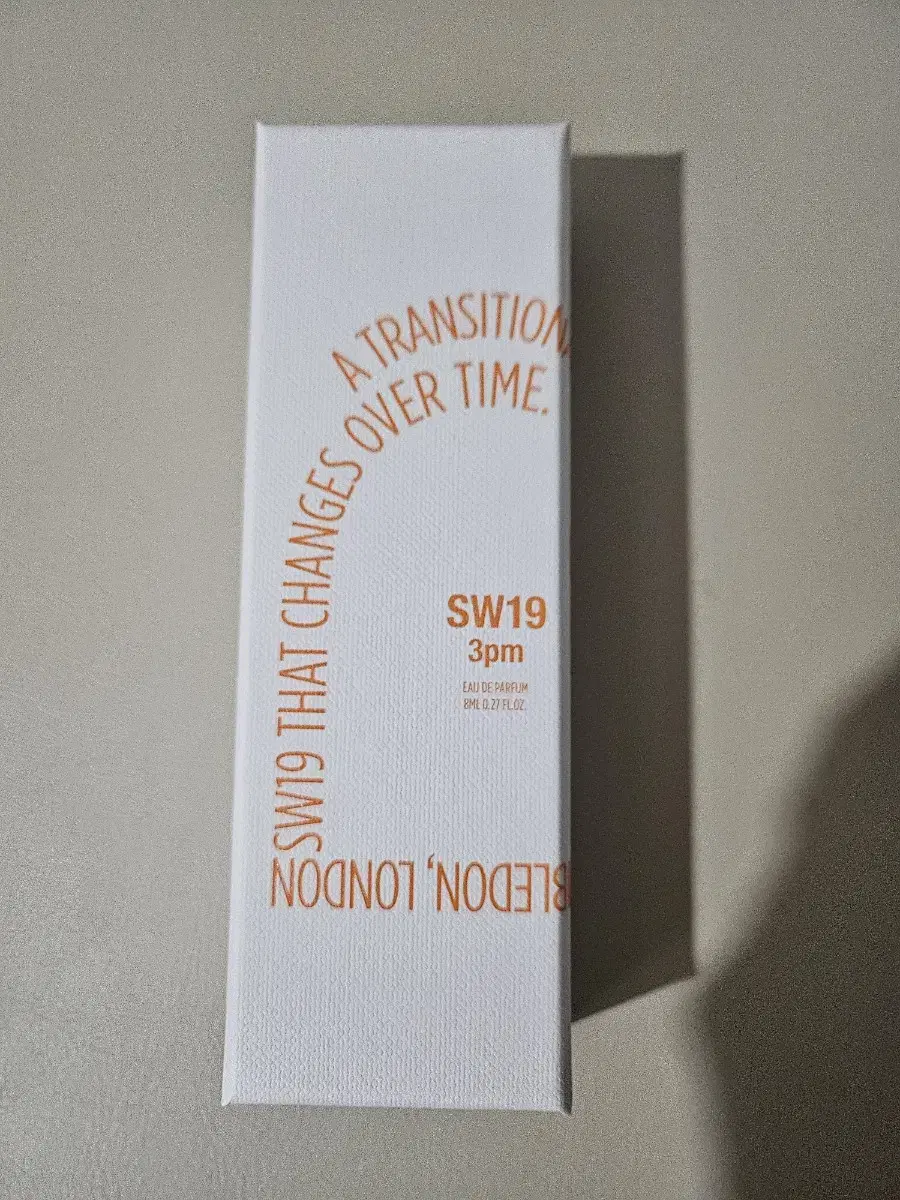 A TRANSITION
SW19 THAT CHANGES OVER TIME.
SW19
3pm
EAU DE PARFUM
8ML 0.27 FL.OZ.
BLEDON, LONDON